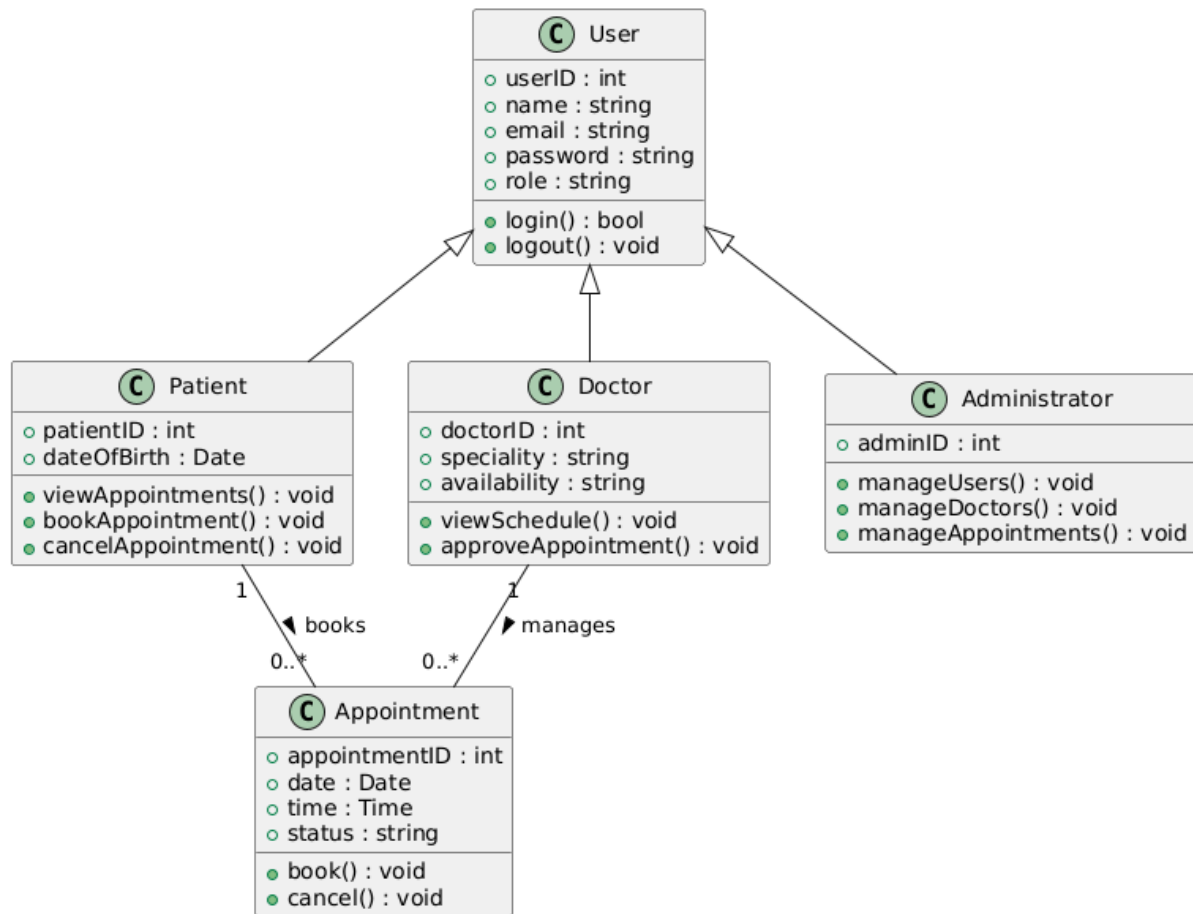 C User
userID : int
name : string
email : string
password : string
role : string
login() : bool
logout() : void
C Patient
patientID : int
dateOfBirth : Date
viewAppointments() : void
bookAppointment() : void
cancelAppointment() : void
C Doctor
doctorID : int
speciality : string
availability : string
viewSchedule() : void
approveAppointment() : void
C Administrator
adminID : int
manageUsers() : void
manageDoctors() : void
manageAppointments() : void
1
books
0..*
1
manages
0..*
C Appointment
appointmentID : int
date : Date
time : Time
status : string
book() : void
cancel() : void